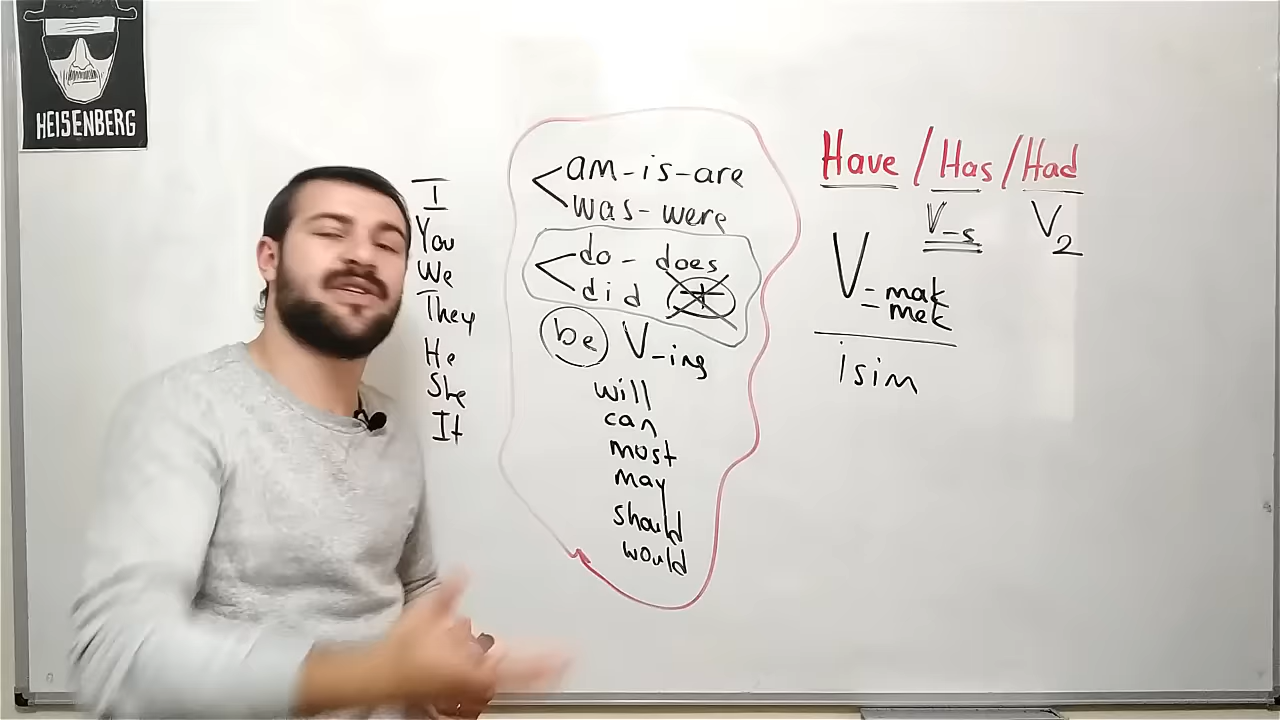 HEISENBERG
I
You
We
They
He
She
It
am-is-are
was-were
do - does
did +
be V-ing
will
can
must
may
should
would
Have / Has / Had
V-s V2
V-mak
-mek
isim